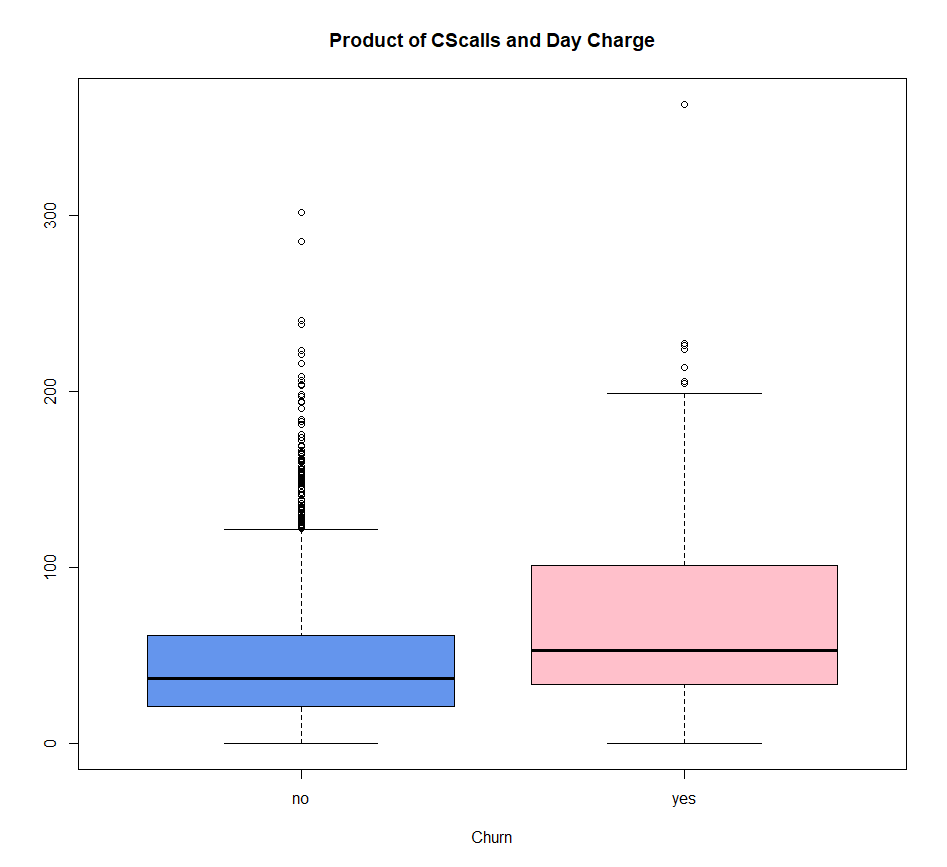 Product of CScalls and Day Charge
300
200
100
0
no yes
Churn